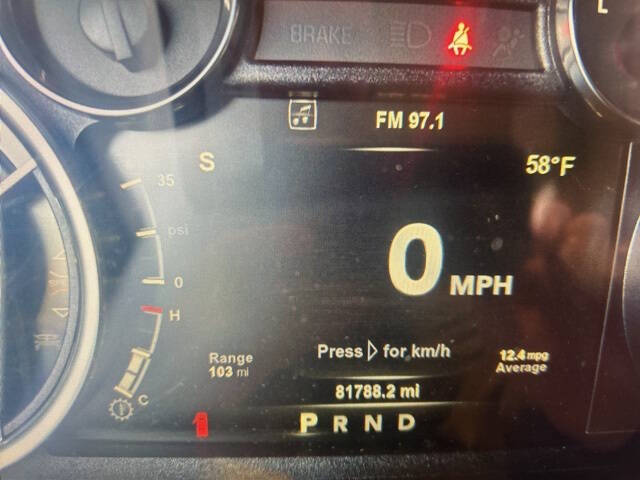 L
BRAKE
FM 97.1
S
58°F
35
psi
0
0 MPH
H
Press ▷ for km/h
Range
103 mi
12.4 mpg
Average
C
81788.2 mi
P R N D